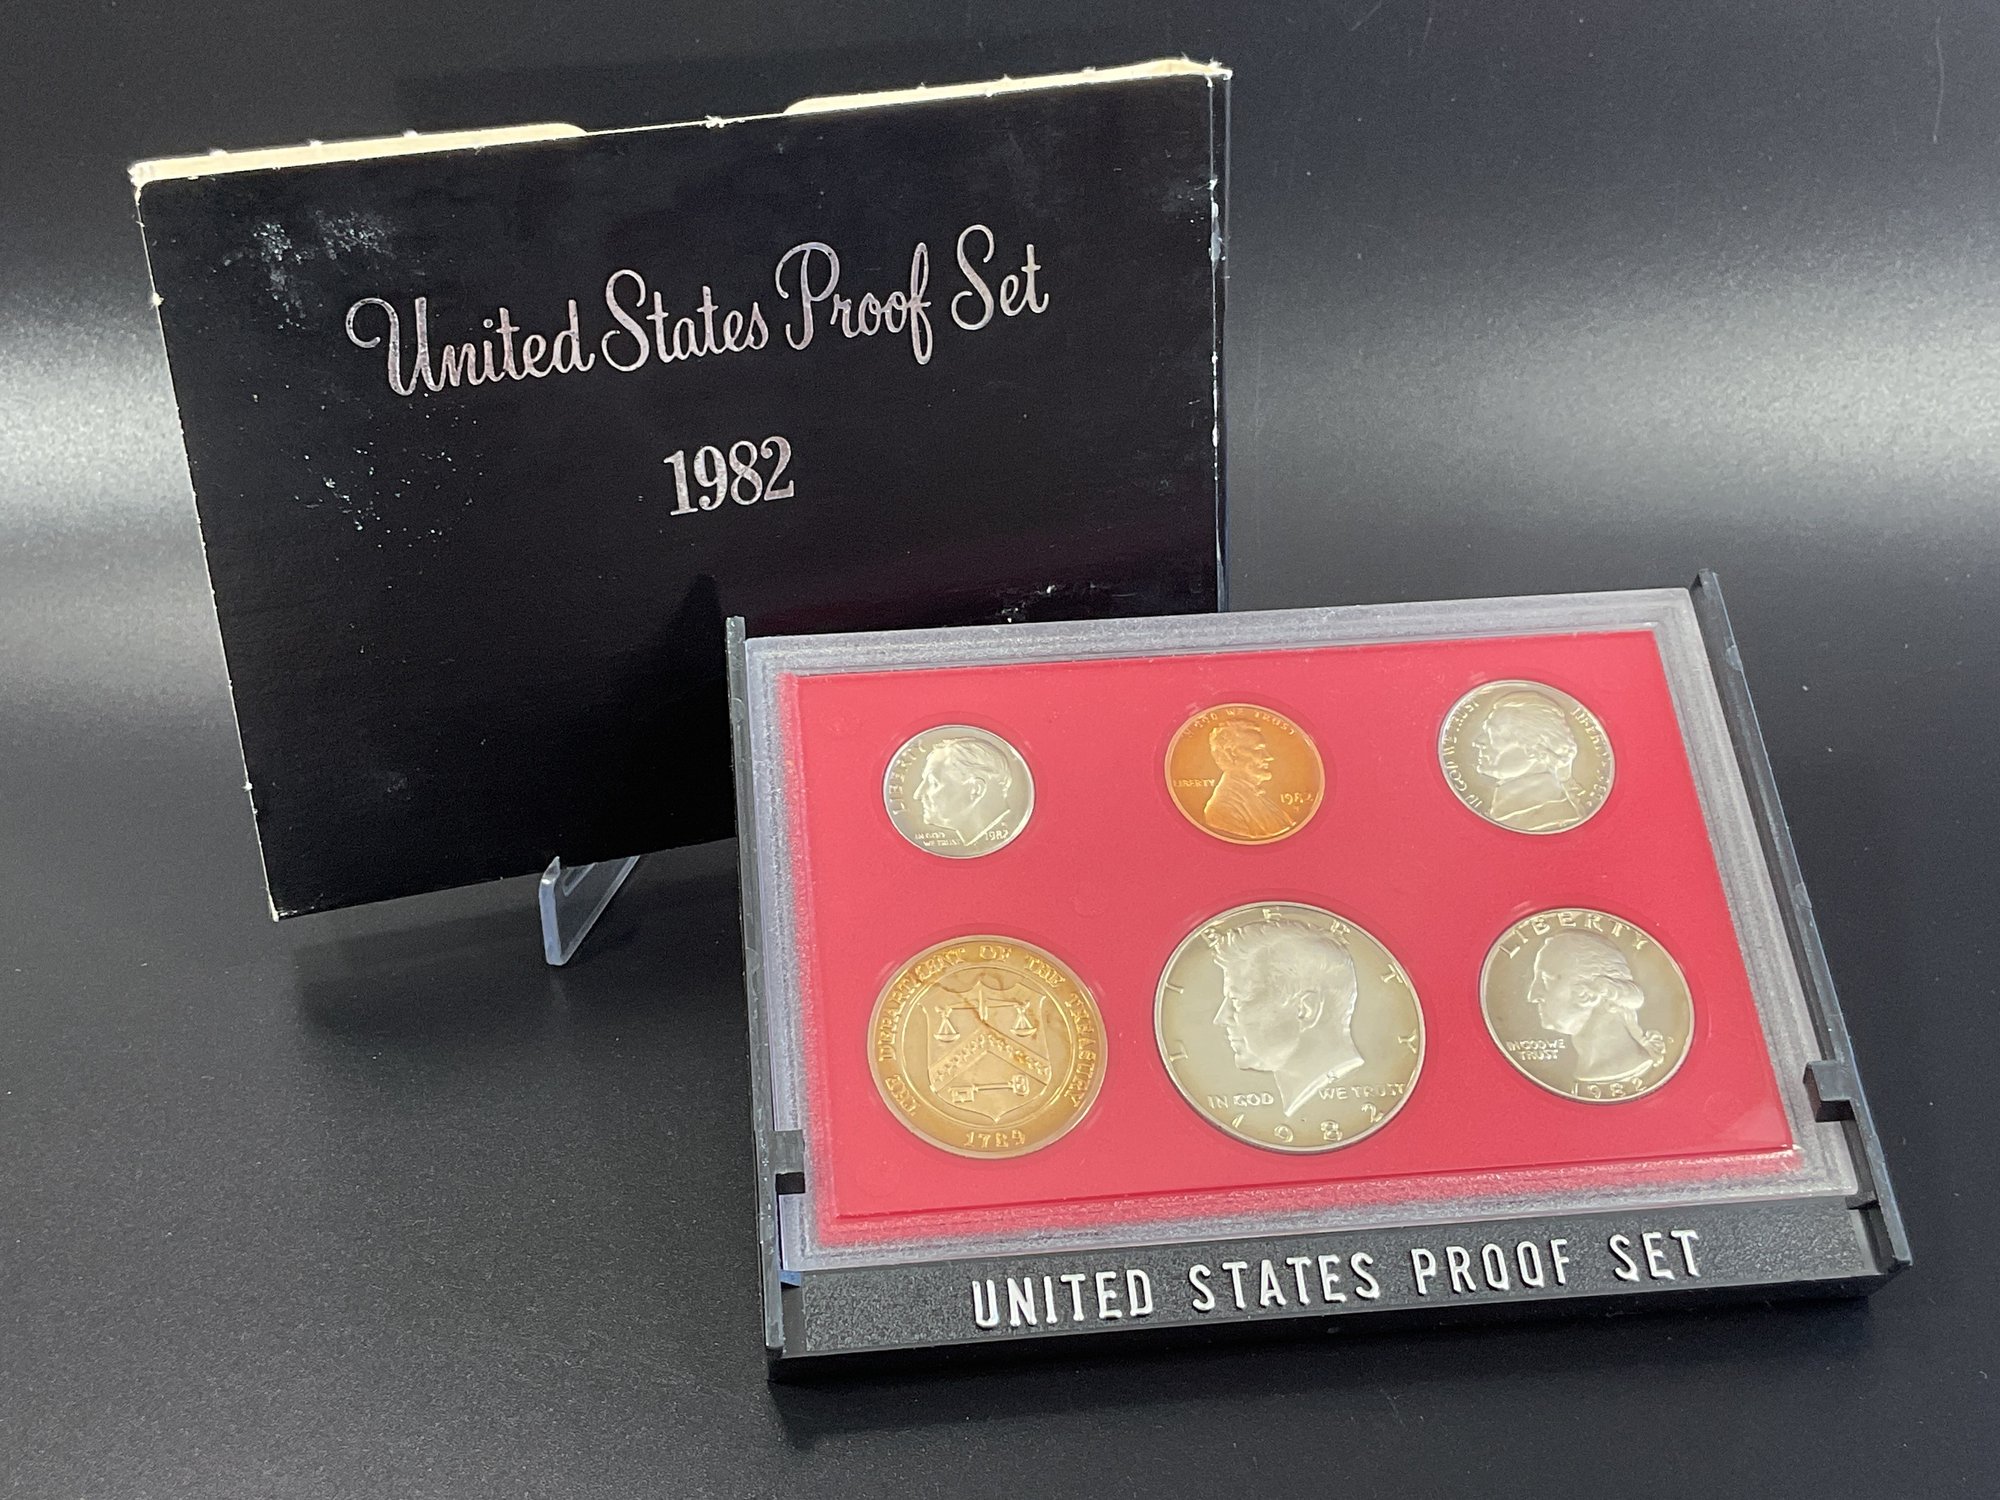 United States Proof Set
1982
LIBERTY
IN GOD
WE TRUST
1982
IN GOD WE TRUST
LIBERTY
1982
S
IN GOD WE TRUST
LIBERTY
1982
THE DEPARTMENT OF THE TREASURY
1789
LIBERTY
IN GOD WE TRUST
1982
LIBERTY
IN GOD WE
TRUST
1982
UNITED STATES PROOF SET